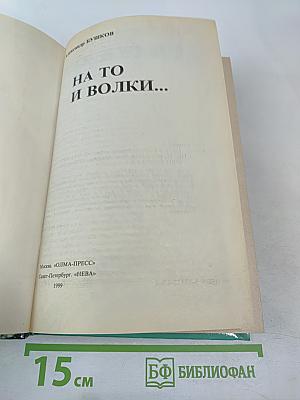 Александр БУШКОВ
НА ТО
И ВОЛКИ...
Москва. «ОЛМА-ПРЕСС»
Санкт-Петербург. «НЕВА»
1999
15 см
БФ БИБЛИОФАН